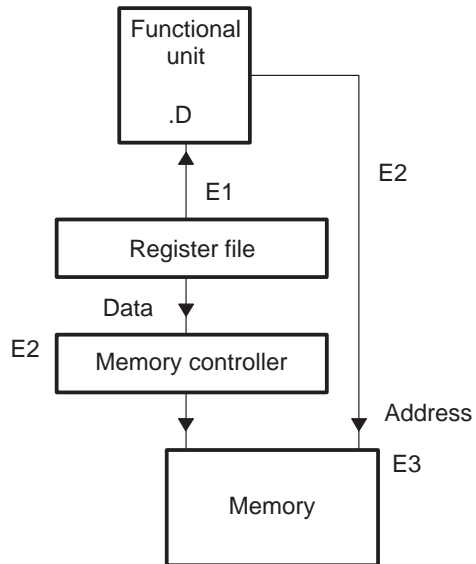 Functional
unit
.D
E2
E1
Register file
Data
E2
Memory controller
Address
E3
Memory